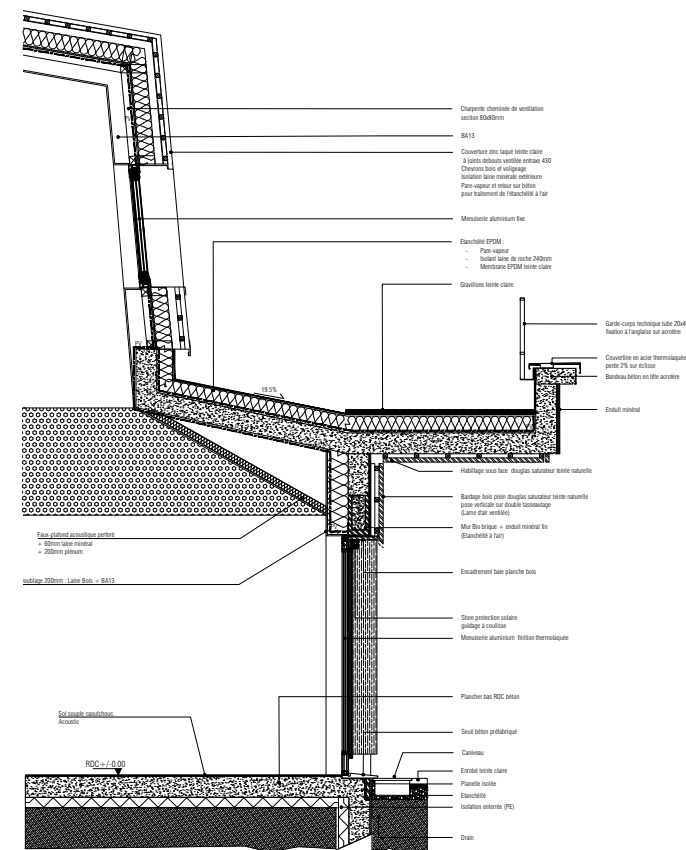 Charpente cheminée de ventilation
section 80x80mm
BA13
Couverture zinc laqué teinte claire
à joints debouts ventilée entraxe 430
Chevrons bois et voligeage
Isolation laine minérale extérieure
Pare-vapeur et retour sur béton
pour traitement de l'étanchéité à l'air
Menuiserie aluminium fixe
Etanchéité EPDM :
- Pare-vapeur
- Isolant laine de roche 240mm
- Membrane EPDM teinte claire
Gravillons teinte claire
Garde-corps technique tube 20x4
fixation à l'anglaise sur acrotère
PV
Couvertine en acier thermolaquée
pente 2% sur éclisse
Bandeau béton en tête acrotère
19.5%
Enduit minéral
Habillage sous face douglas saturateur teinte naturelle
Bardage bois plein douglas saturateur teinte naturelle
pose verticale sur double tasseautage
(Lame d'air ventilée)
Mur Bio brique + enduit minéral fin
(Etanchéité à l'air)
Faux-plafond acoustique perforé
+ 60mm laine minéral
+ 200mm plénum
Encadrement baie planche bois
oublage 200mm : Laine Bois + BA13
Store protection solaire
guidage à coulisse
Menuiserie aluminium finition thermolaquée
Plancher bas RDC béton
Sol souple caoutchouc
Acoustic
Seuil béton préfabriqué
Caniveau
RDC+/-0.00
Enrobé teinte claire
Planelle isolée
Etanchéité
Isolation enterrée (PE)
Drain